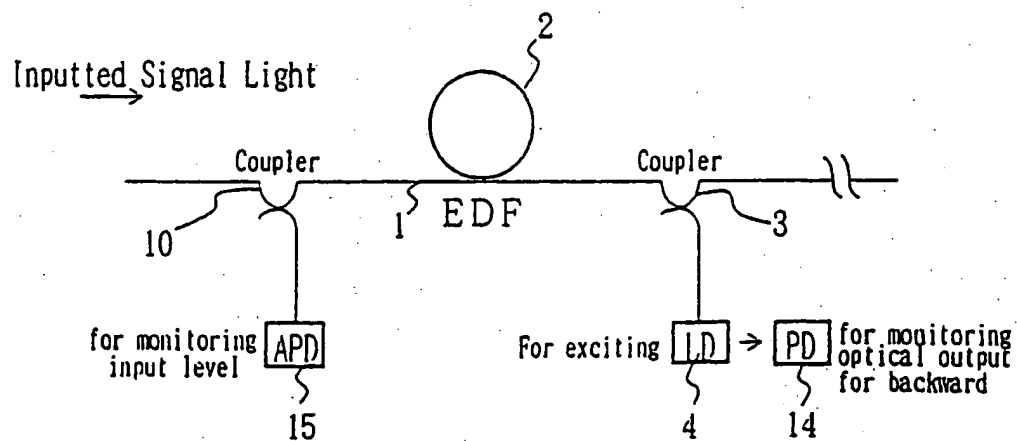 2
Inputted Signal Light
Coupler
Coupler
10
1
EDF
3
for monitoring
input level
APD
For exciting
LD
PD
for monitoring
optical output
for backward
15
4
14